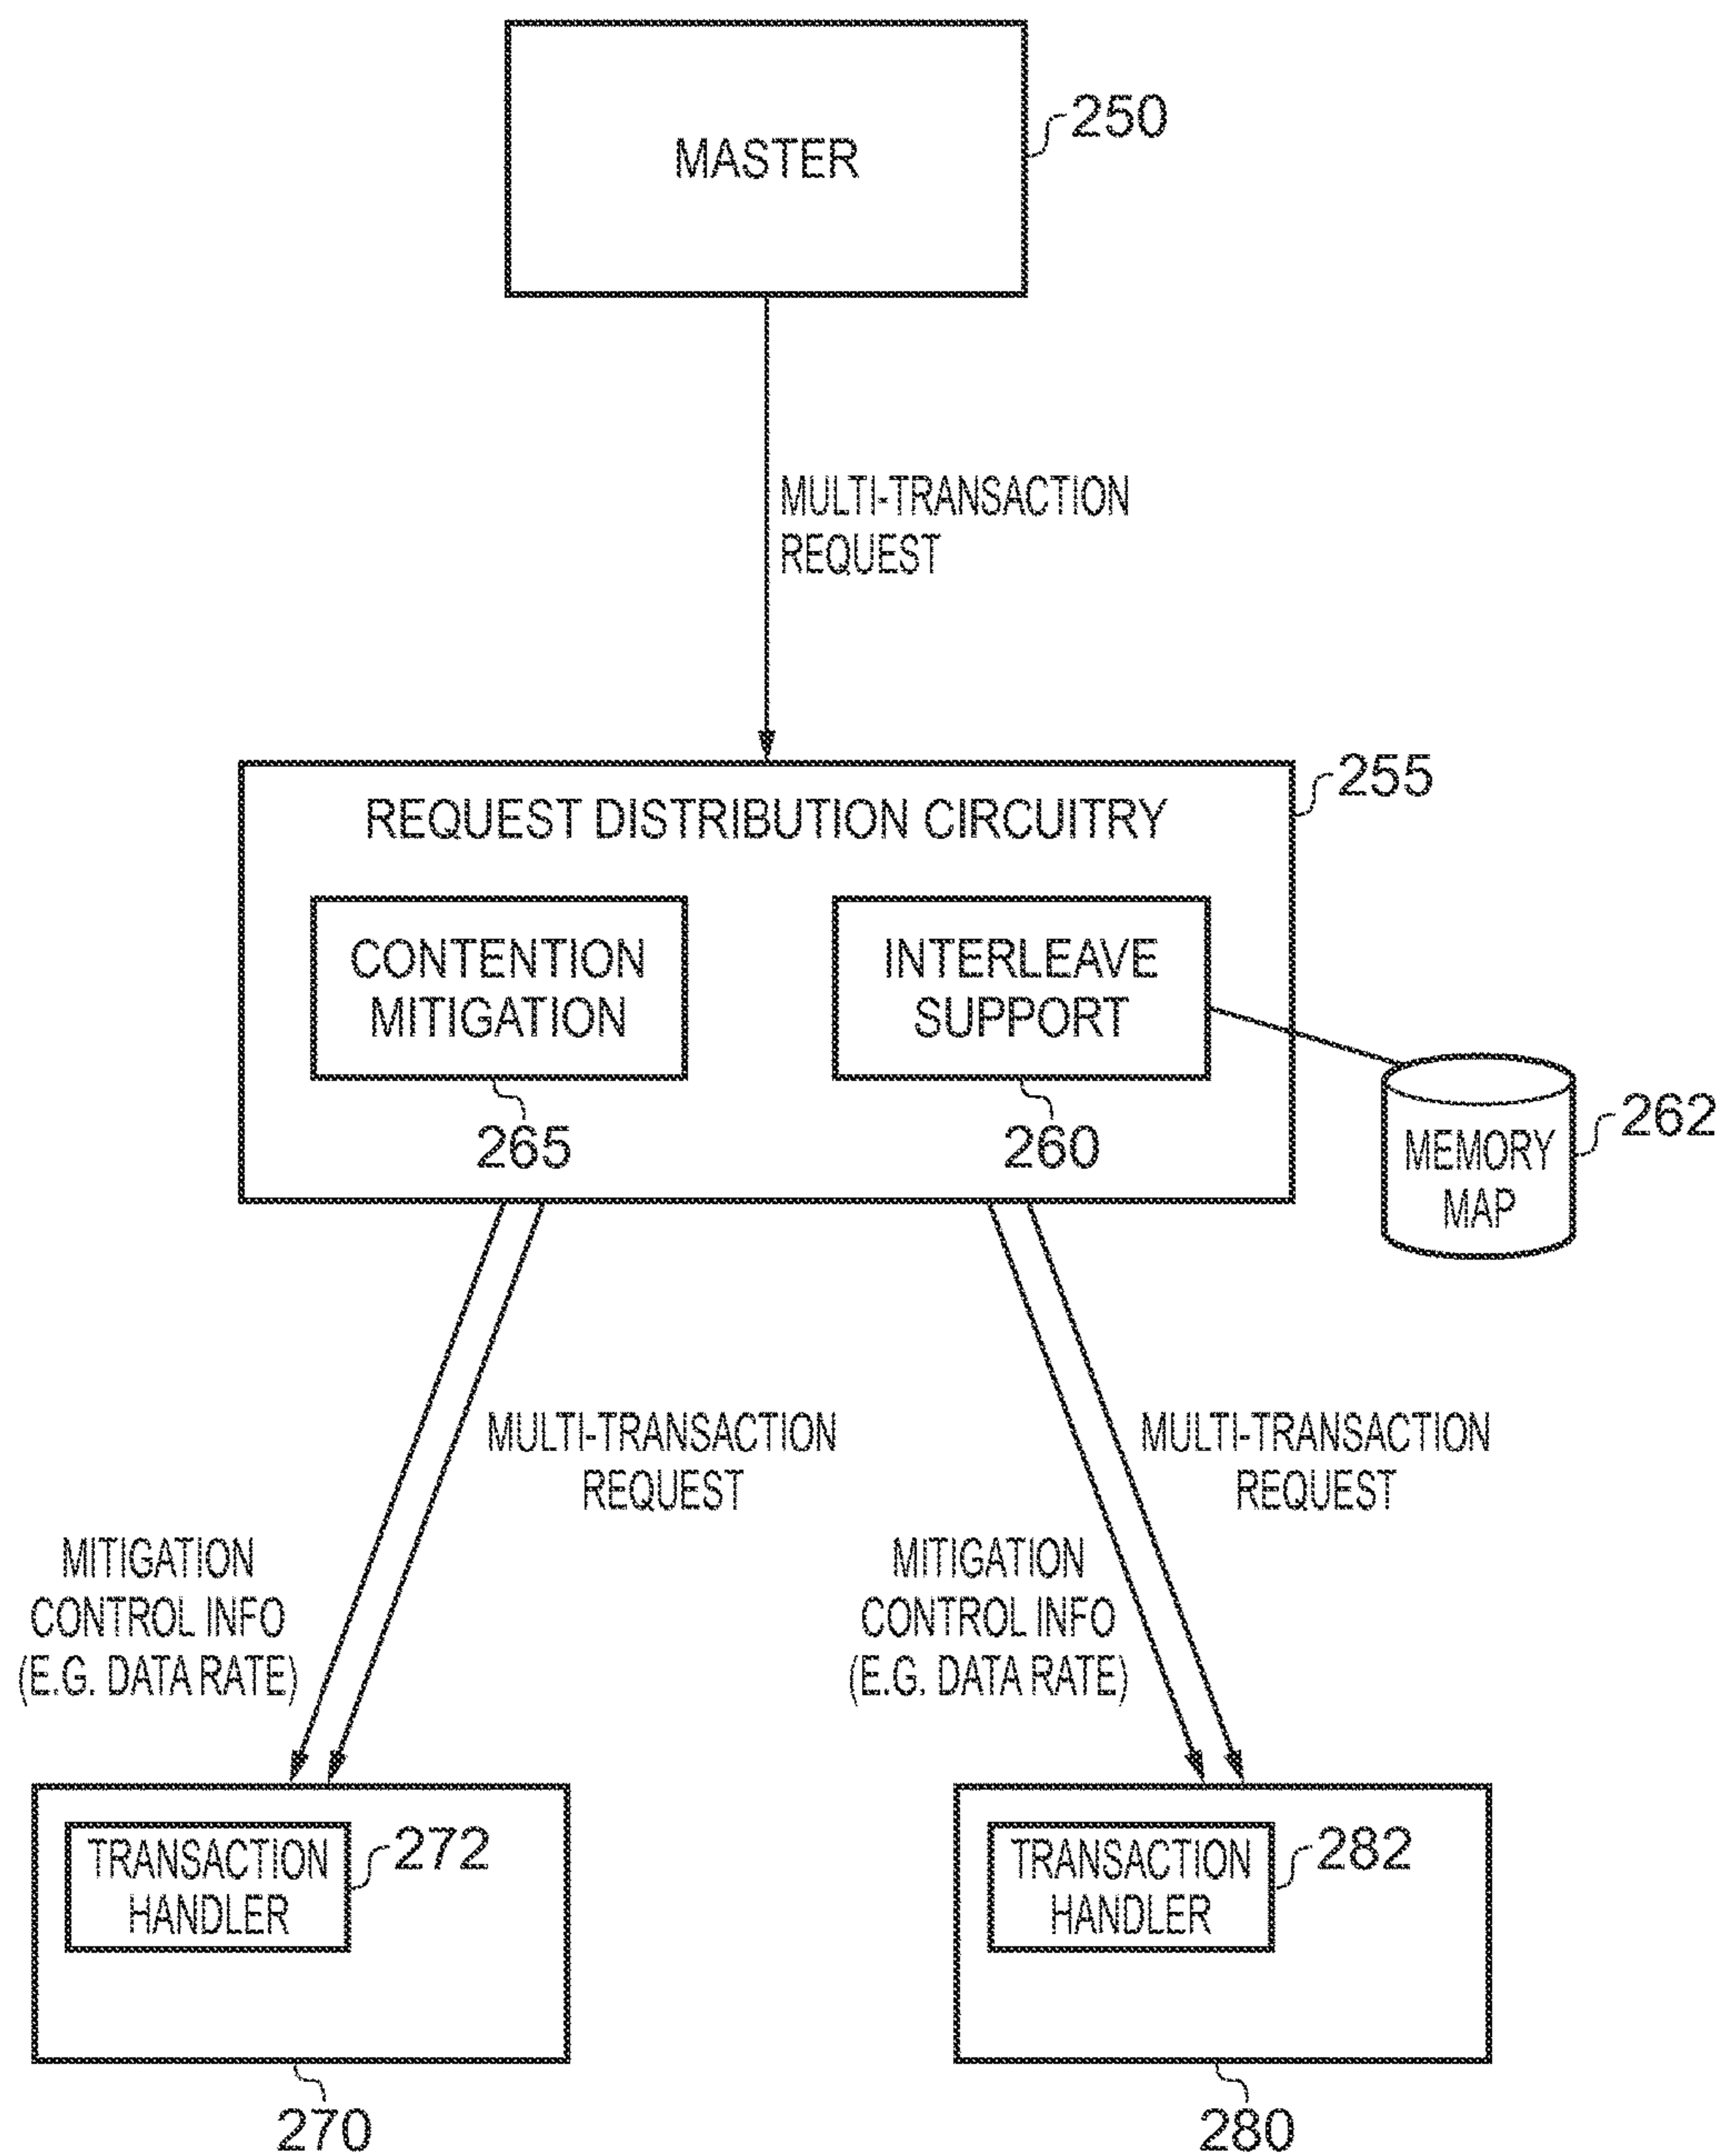 MASTER
250
MULTI-TRANSACTION
REQUEST
255
REQUEST DISTRIBUTION CIRCUITRY
CONTENTION
MITIGATION
265
INTERLEAVE
SUPPORT
260
MEMORY
MAP
262
MULTI-TRANSACTION
REQUEST
MITIGATION
CONTROL INFO
(E.G. DATA RATE)
MULTI-TRANSACTION
REQUEST
MITIGATION
CONTROL INFO
(E.G. DATA RATE)
TRANSACTION
HANDLER
272
270
TRANSACTION
HANDLER
282
280